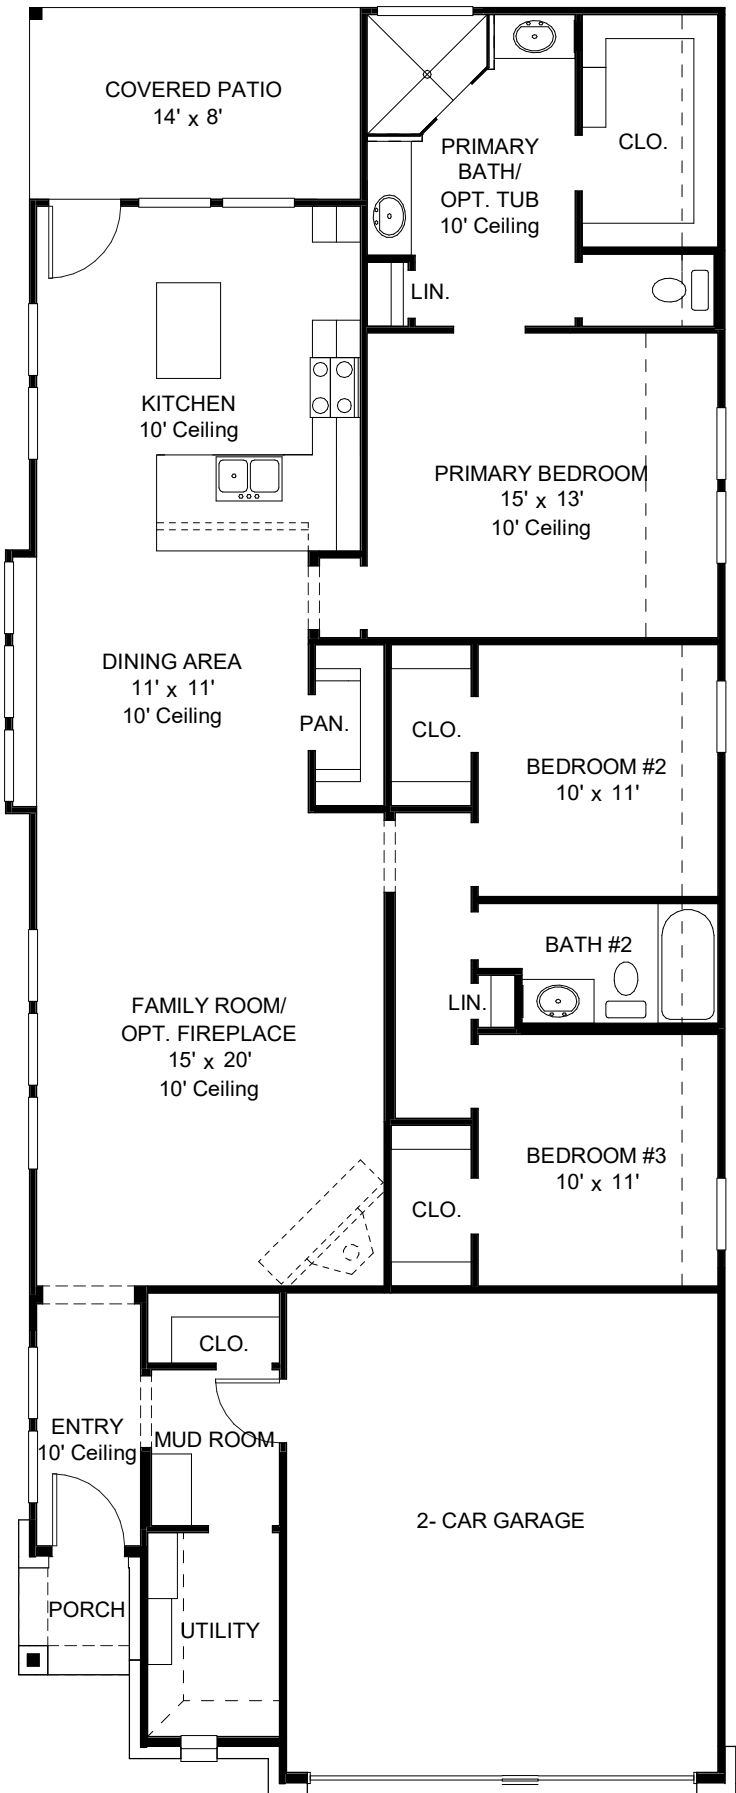 COVERED PATIO
14' x 8'
CLO.
PRIMARY
BATH/
OPT. TUB
10' Ceiling
LIN.
KITCHEN
10' Ceiling
PRIMARY BEDROOM
15' x 13'
10' Ceiling
DINING AREA
11' x 11'
10' Ceiling
PAN.
CLO.
BEDROOM #2
10' x 11'
BATH #2
LIN.
FAMILY ROOM/
OPT. FIREPLACE
15' x 20'
10' Ceiling
BEDROOM #3
10' x 11'
CLO.
CLO.
ENTRY
10' Ceiling
MUD ROOM
2- CAR GARAGE
PORCH
UTILITY